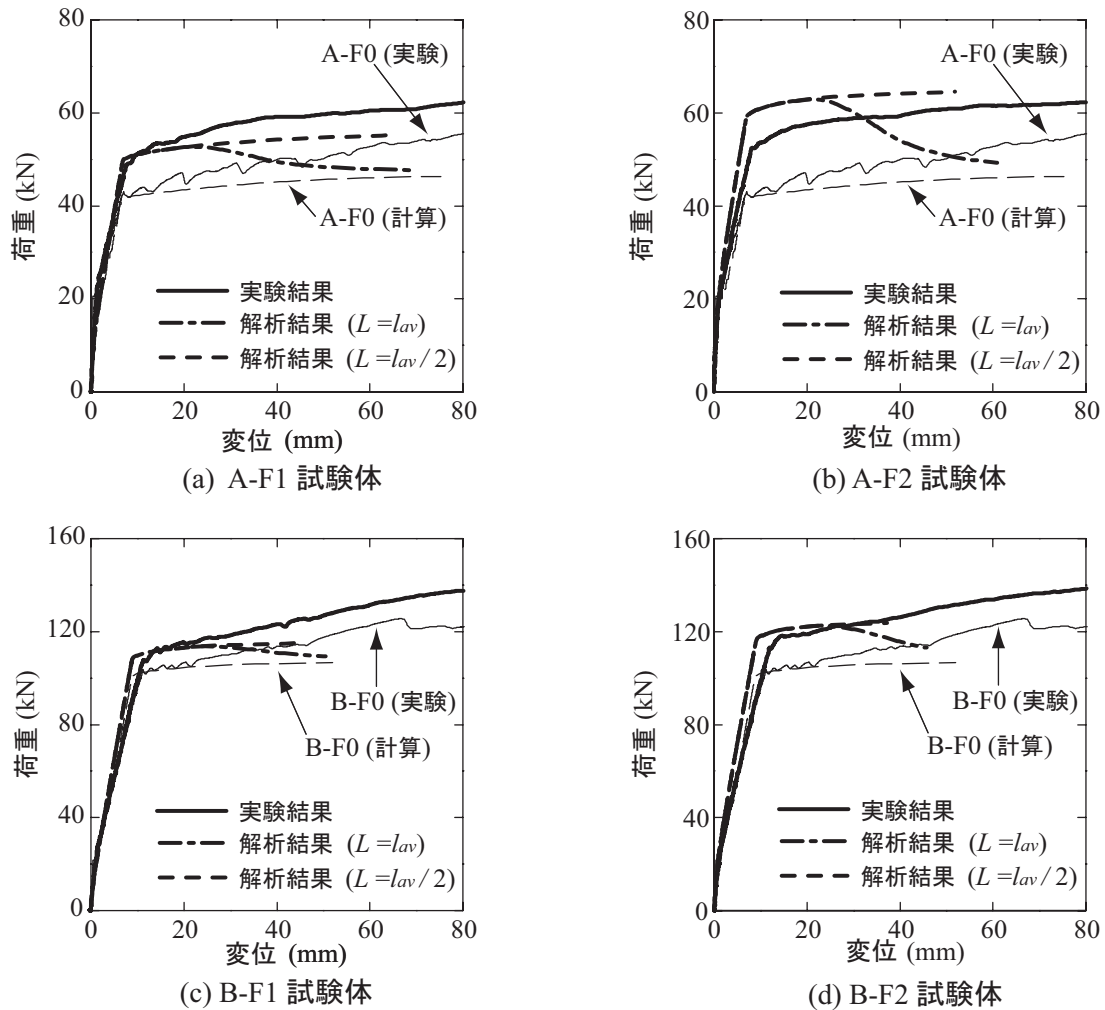 80
60
40
20
0
荷重 (kN)
A-F0 (実験)
A-F0 (計算)
実験結果
解析結果 (L =lav)
解析結果 (L =lav / 2)
0 20 40 60 80
変位 (mm)
(a) A-F1 試験体
80
60
40
20
0
荷重 (kN)
A-F0 (実験)
A-F0 (計算)
実験結果
解析結果 (L =lav)
解析結果 (L =lav / 2)
0 20 40 60 80
変位 (mm)
(b) A-F2 試験体
160
120
80
40
0
荷重 (kN)
B-F0 (実験)
B-F0 (計算)
実験結果
解析結果 (L =lav)
解析結果 (L =lav / 2)
0 20 40 60 80
変位 (mm)
(c) B-F1 試験体
160
120
80
40
0
荷重 (kN)
B-F0 (実験)
B-F0 (計算)
実験結果
解析結果 (L =lav)
解析結果 (L =lav / 2)
0 20 40 60 80
変位 (mm)
(d) B-F2 試験体